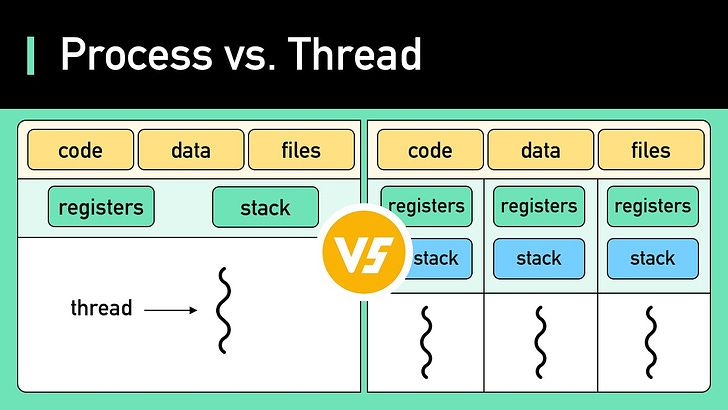 Process vs. Thread
code data files
registers stack
thread
VS
code data files
registers registers registers
stack stack stack